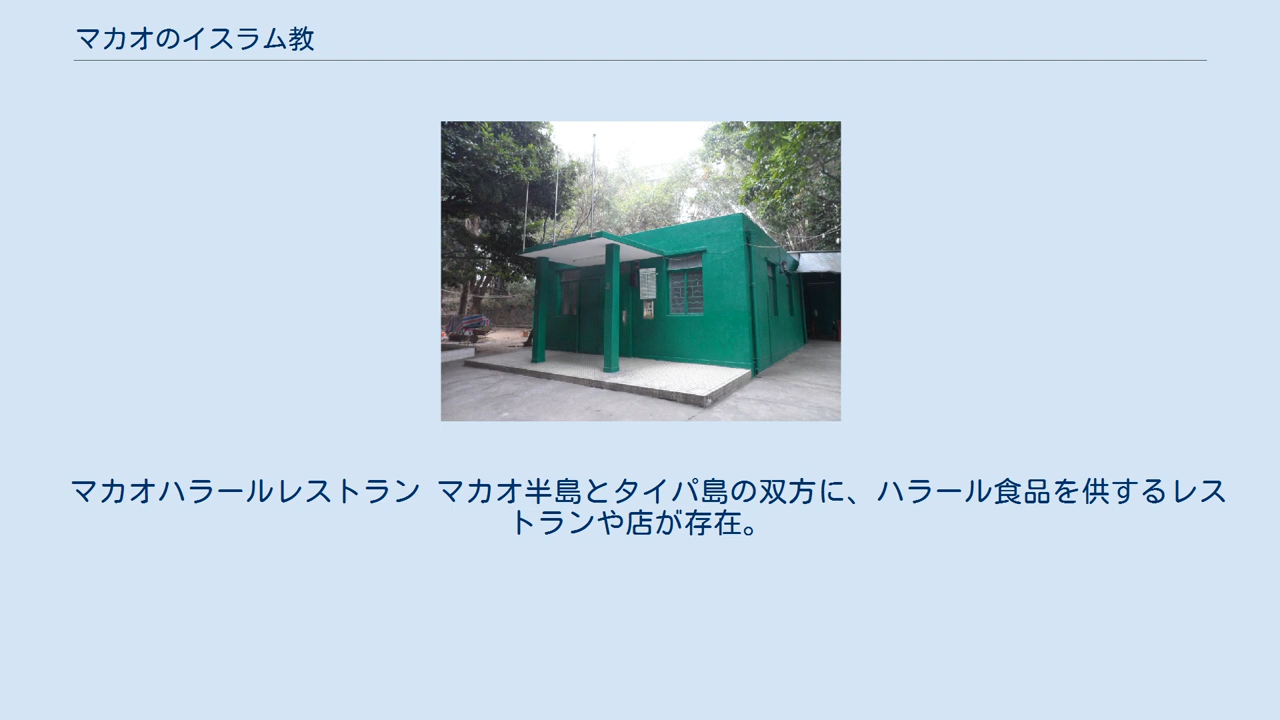 マカオのイスラム教
マカオハラールレストラン マカオ半島とタイパ島の双方に、ハラール食品を供するレス
トランや店が存在。